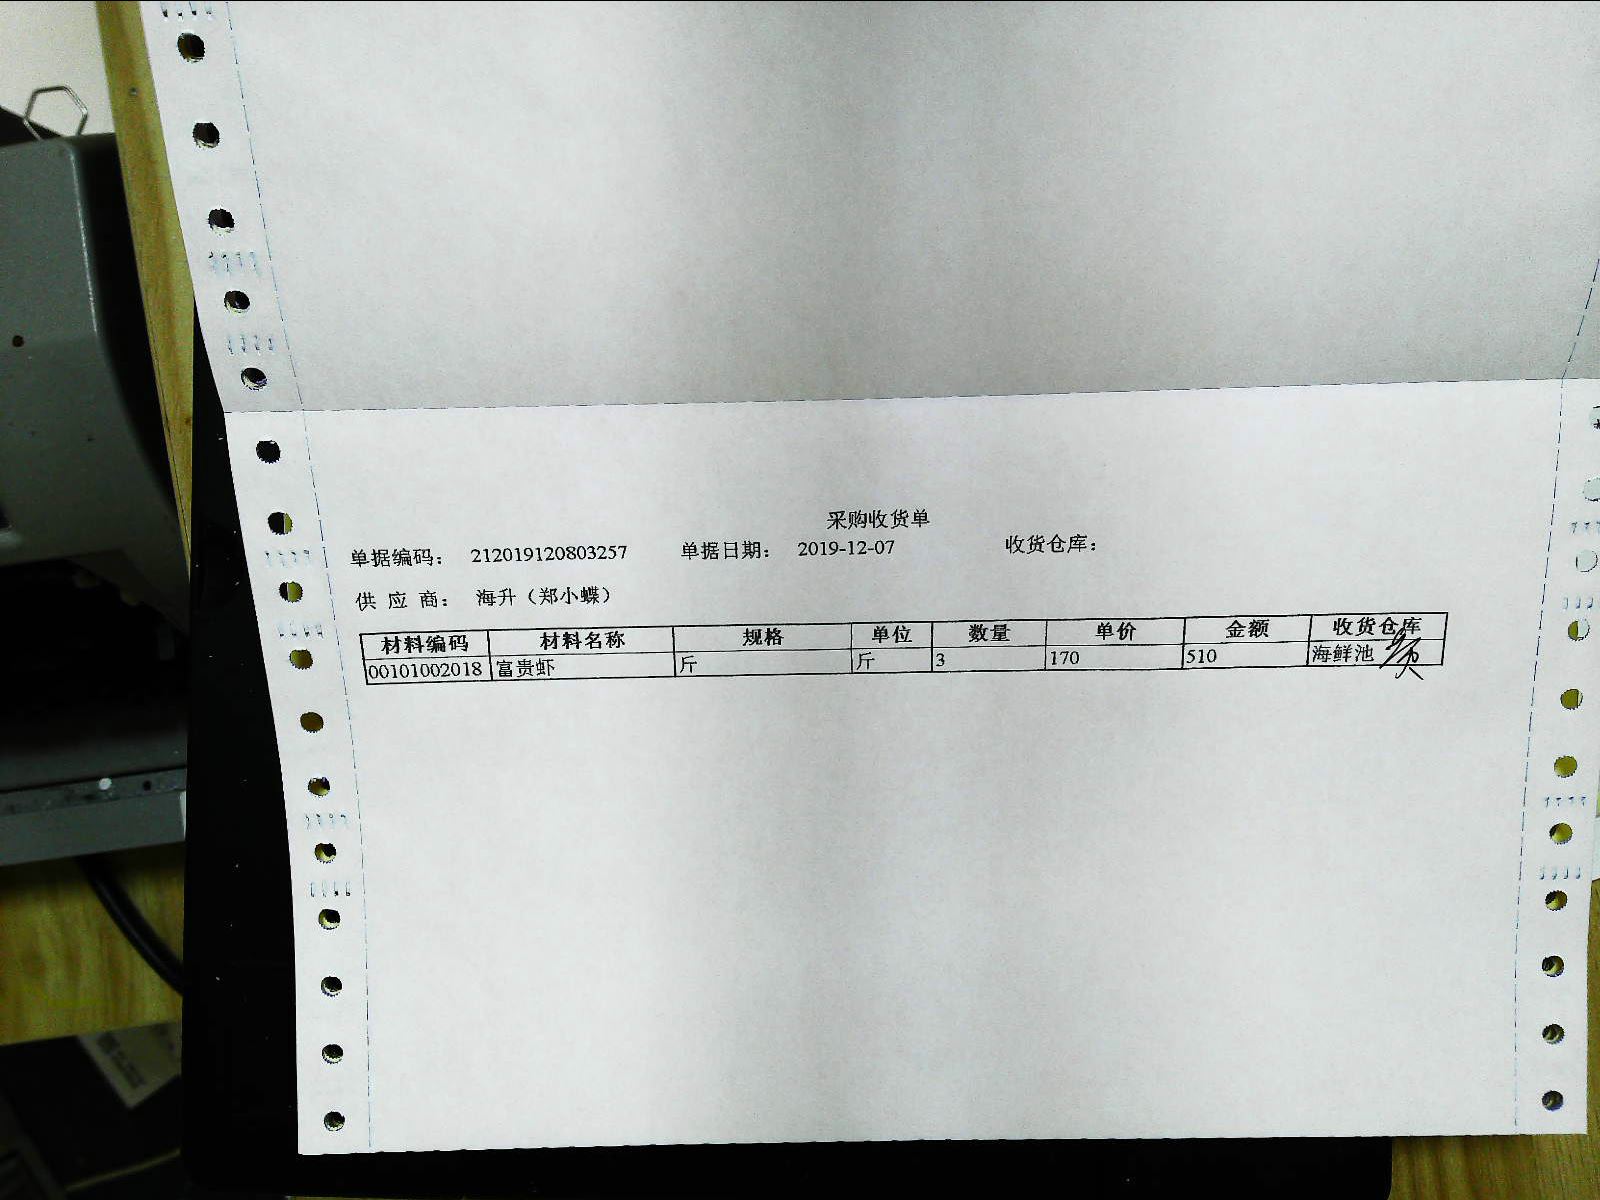 采购收货单
单据编码： 212019120803257 单据日期： 2019-12-07 收货仓库：
供 应 商： 海升（郑小蝶）
材料编码 材料名称 规格 单位 数量 单价 金额 收货仓库
00101002018 富贵虾 斤 斤 3 170 510 海鲜池